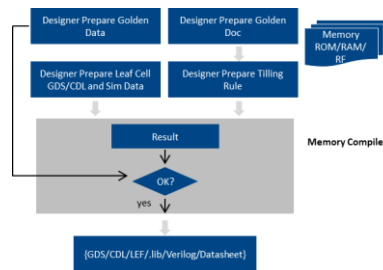 Designer Prepare Golden
Data
Designer Prepare Golden
Doc
Memory
ROM/RAM/
RF
Designer Prepare Leaf Cell
GDS/CDL and Sim Data
Designer Prepare Tilling
Rule
Result
Memory Compile
OK?
yes
{GDS/CDL/LEF/.lib/Verilog/Datasheet}